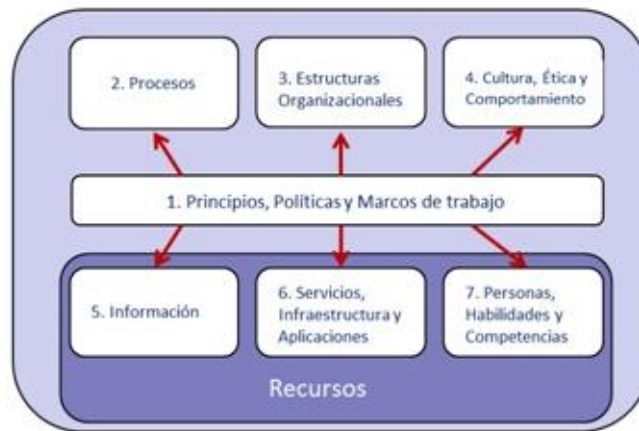 2. Procesos
3. Estructuras
Organizacionales
4. Cultura, Ética y
Comportamiento
1. Principios, Políticas y Marcos de trabajo
5. Información
6. Servicios,
Infraestructura y
Aplicaciones
7. Personas,
Habilidades y
Competencias
Recursos